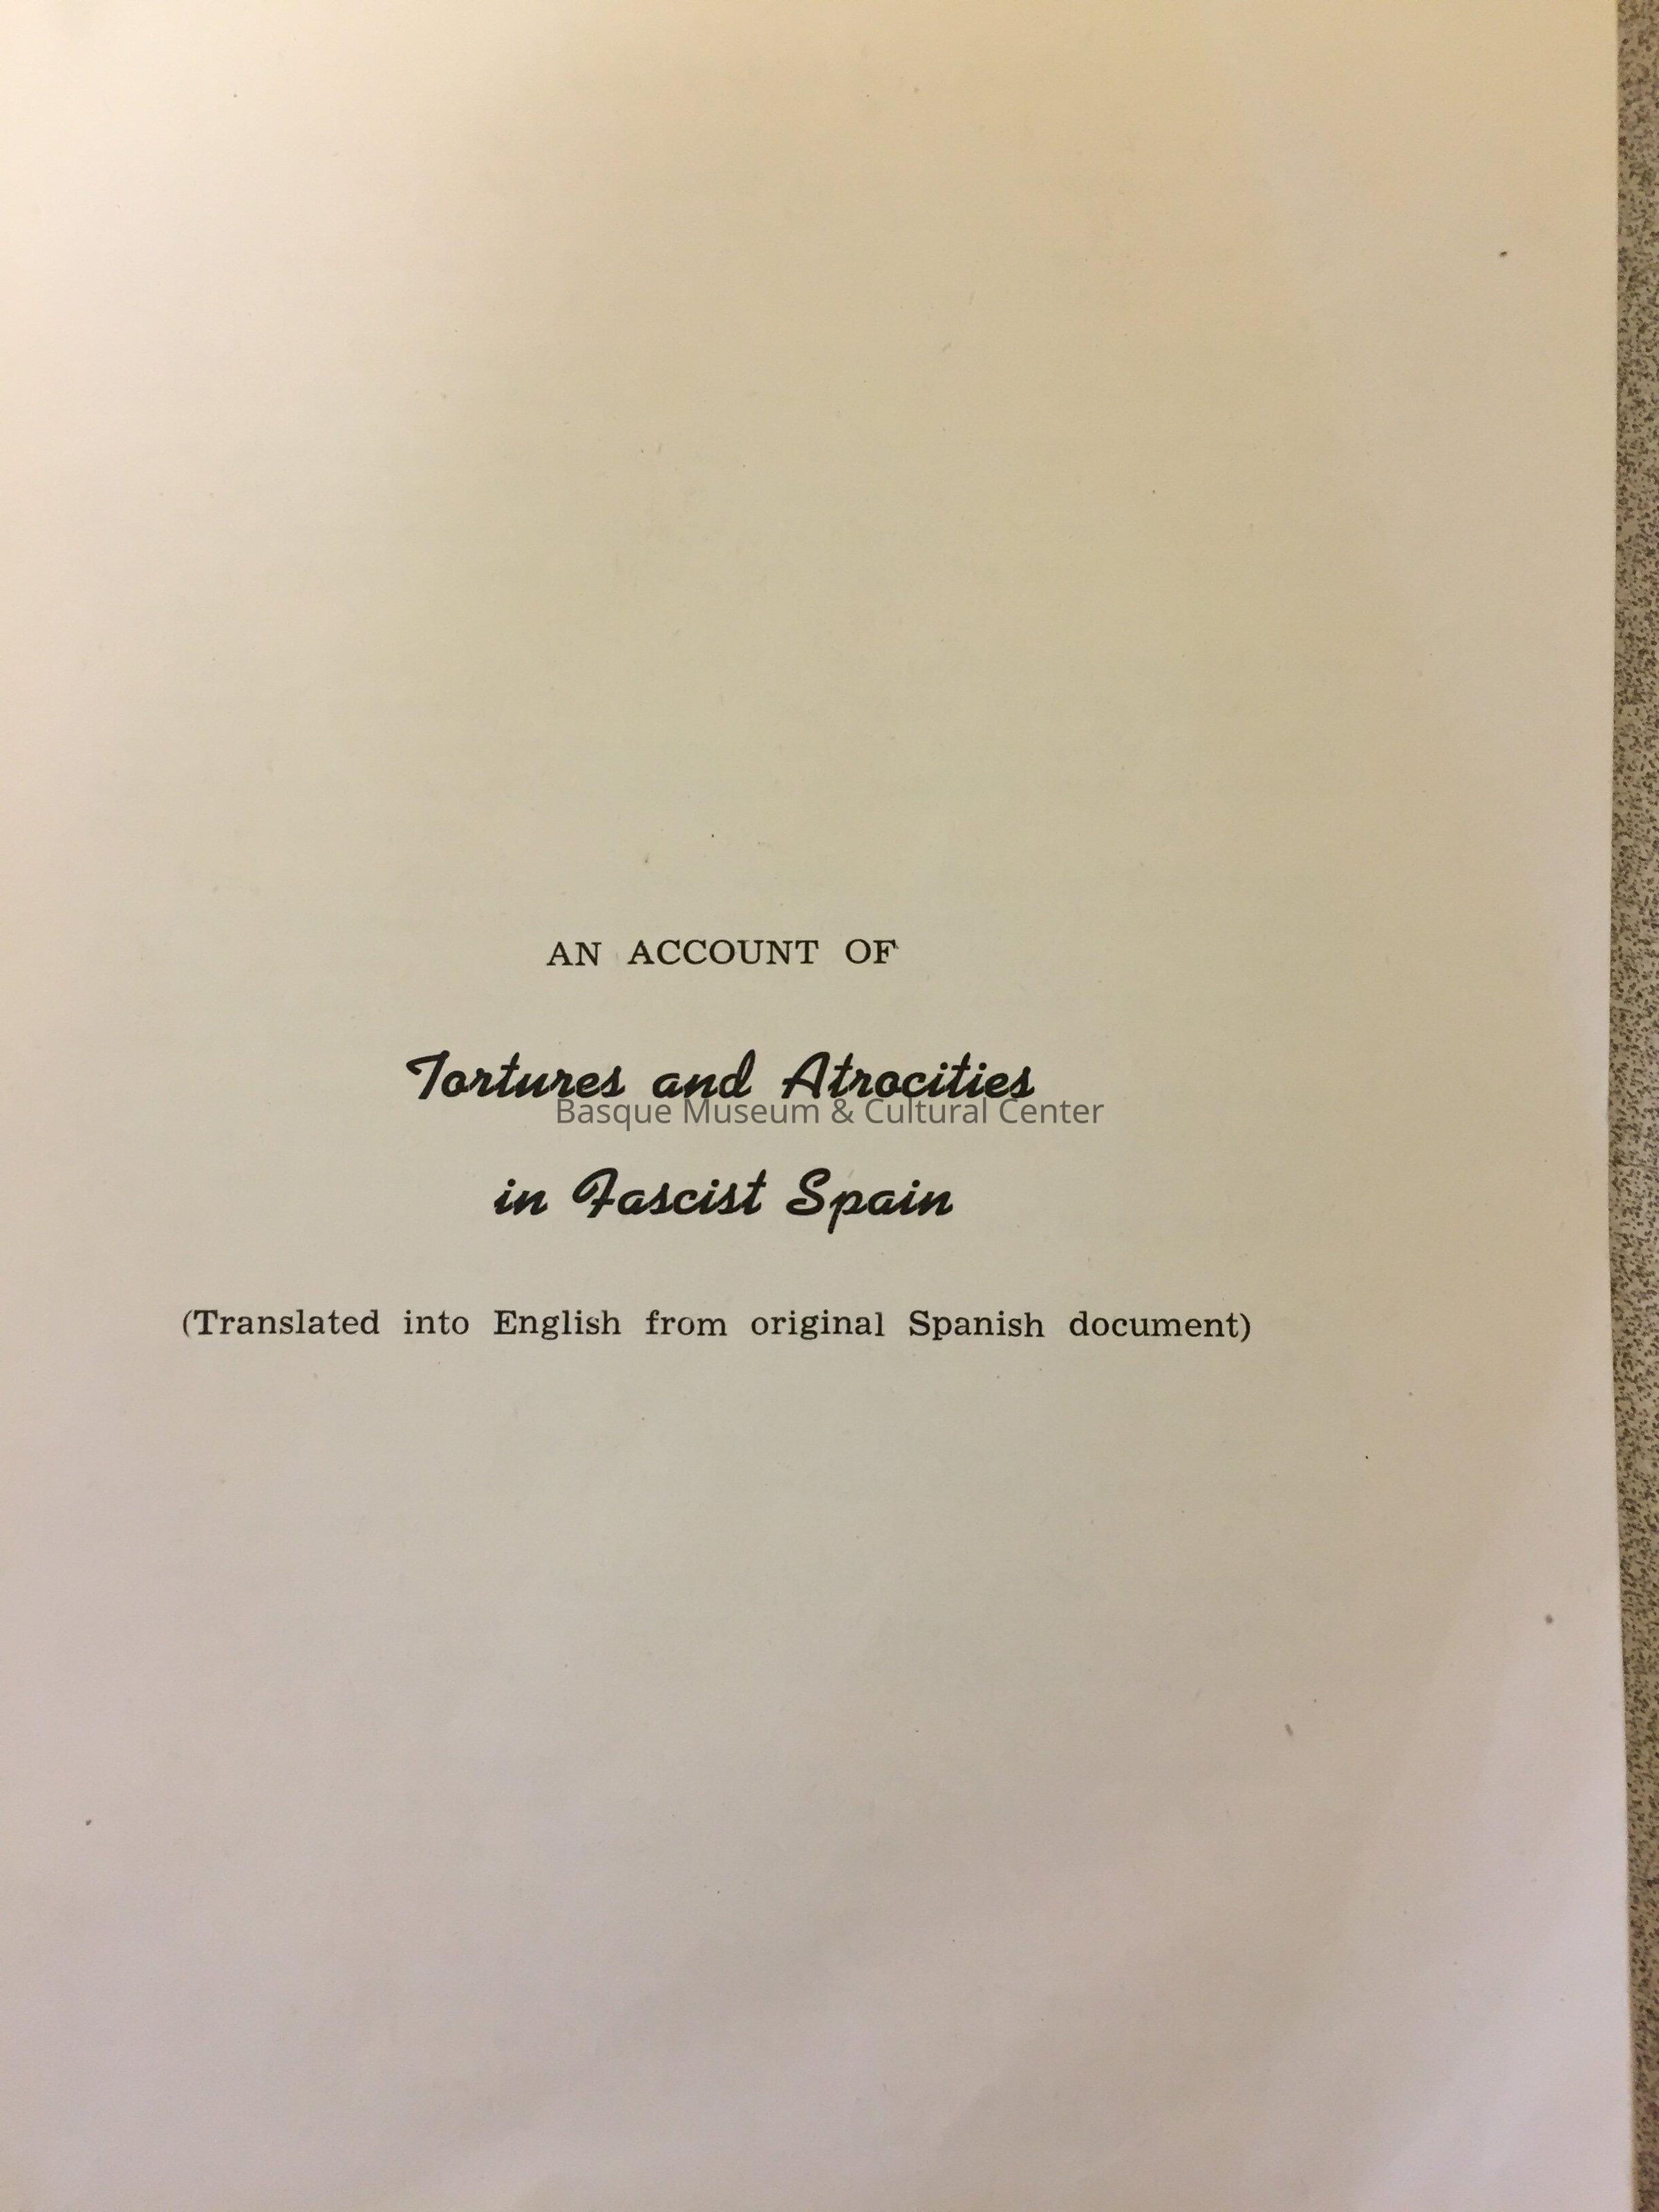 AN ACCOUNT OF
Tortures and Atrocities
Basque Museum & Cultural Center
in Fascist Spain
(Translated into English from original Spanish document)